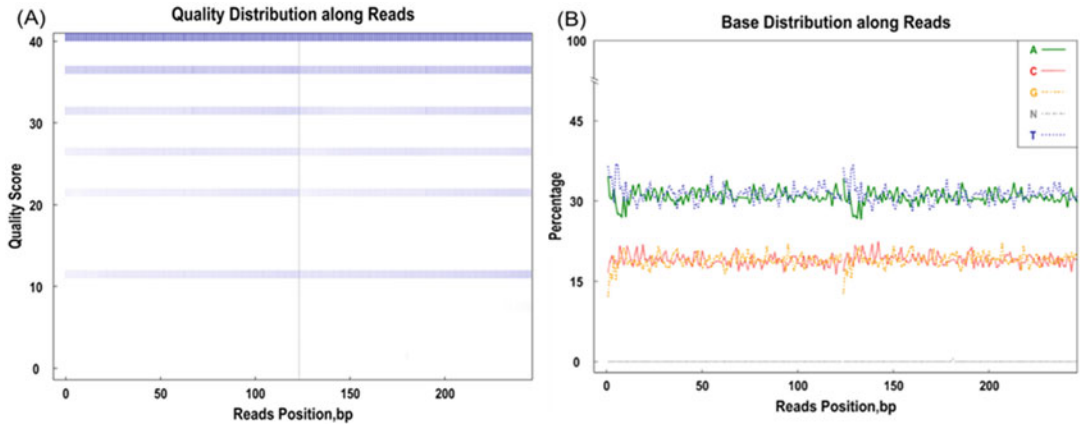 (A)
Quality Distribution along Reads
40
30
20
10
0
Quality Score
0 50 100 150 200
Reads Position,bp
(B)
Base Distribution along Reads
100
45
30
15
0
Percentage
A
C
G
N
T
0 50 100 150 200
Reads Position,bp